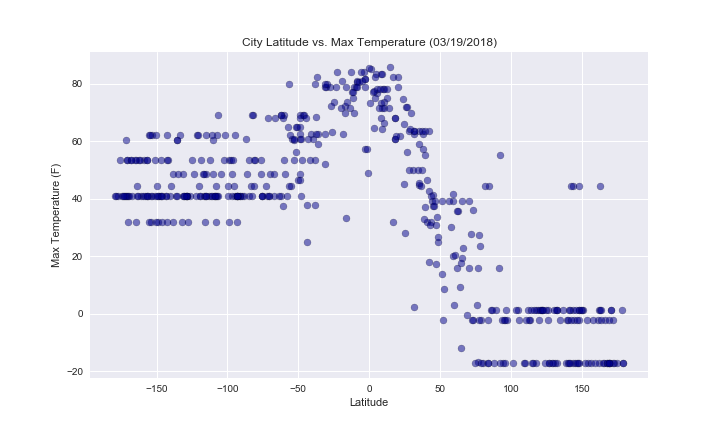 City Latitude vs. Max Temperature (03/19/2018)
80
60
40
20
0
−20
Max Temperature (F)
−150 −100 −50 0 50 100 150
Latitude